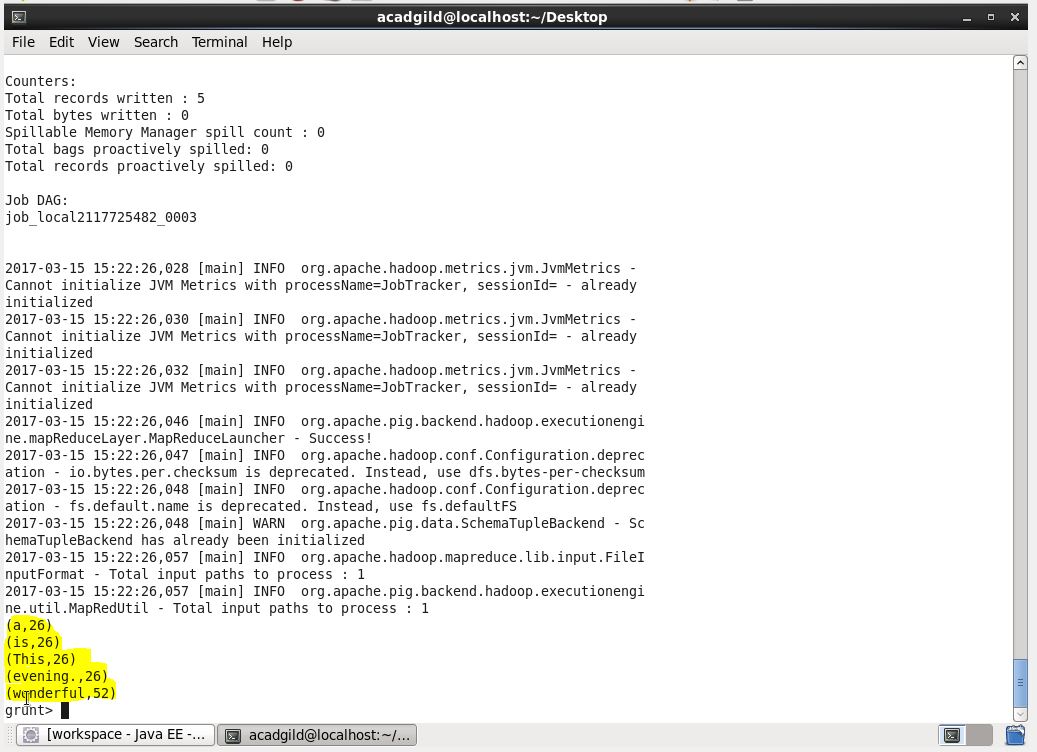 acadgild@localhost:~/Desktop
File Edit View Search Terminal Help
Counters:
Total records written : 5
Total bytes written : 0
Spillable Memory Manager spill count : 0
Total bags proactively spilled: 0
Total records proactively spilled: 0
Job DAG:
job_local2117725482_0003
2017-03-15 15:22:26,028 [main] INFO  org.apache.hadoop.metrics.jvm.JvmMetrics -
Cannot initialize JVM Metrics with processName=JobTracker, sessionId= - already
initialized
2017-03-15 15:22:26,030 [main] INFO  org.apache.hadoop.metrics.jvm.JvmMetrics -
Cannot initialize JVM Metrics with processName=JobTracker, sessionId= - already
initialized
2017-03-15 15:22:26,032 [main] INFO  org.apache.hadoop.metrics.jvm.JvmMetrics -
Cannot initialize JVM Metrics with processName=JobTracker, sessionId= - already
initialized
2017-03-15 15:22:26,046 [main] INFO  org.apache.pig.backend.hadoop.executionengi
ne.mapReduceLayer.MapReduceLauncher - Success!
2017-03-15 15:22:26,047 [main] INFO  org.apache.hadoop.conf.Configuration.deprec
ation - io.bytes.per.checksum is deprecated. Instead, use dfs.bytes-per-checksum
2017-03-15 15:22:26,048 [main] INFO  org.apache.hadoop.conf.Configuration.deprec
ation - fs.default.name is deprecated. Instead, use fs.defaultFS
2017-03-15 15:22:26,048 [main] WARN  org.apache.pig.data.SchemaTupleBackend - Sc
hemaTupleBackend has already been initialized
2017-03-15 15:22:26,057 [main] INFO  org.apache.hadoop.mapreduce.lib.input.FileI
nputFormat - Total input paths to process : 1
2017-03-15 15:22:26,057 [main] INFO  org.apache.pig.backend.hadoop.executionengi
ne.util.MapRedUtil - Total input paths to process : 1
(a,26)
(is,26)
(This,26)
(evening.,26)
(wonderful,52)
grunt>
[workspace - Java EE -... acadgild@localhost:~/...